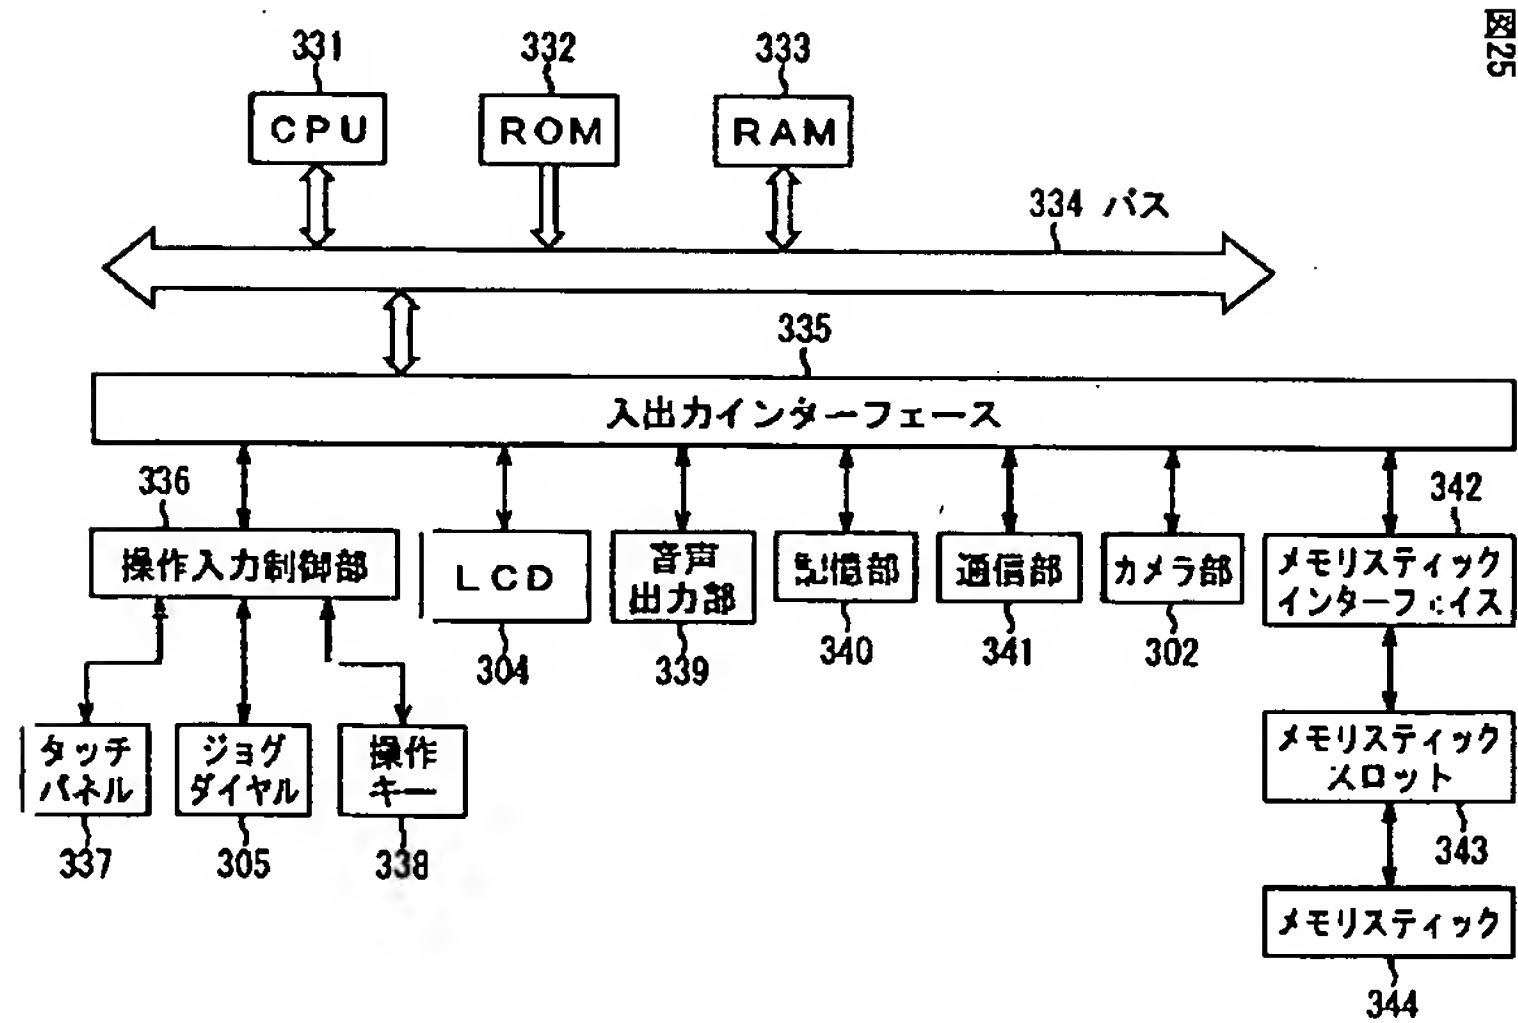 図25
331
332
333
CPU
ROM
RAM
334 バス
335
入出力インターフェース
336
342
操作入力制御部
LCD
音声
出力部
記憶部
通信部
カメラ部
メモリスティック
インターフェイス
304
339
340
341
302
タッチ
パネル
ジョグ
ダイヤル
操作
キー
メモリスティック
スロット
337
305
338
343
メモリスティック
344